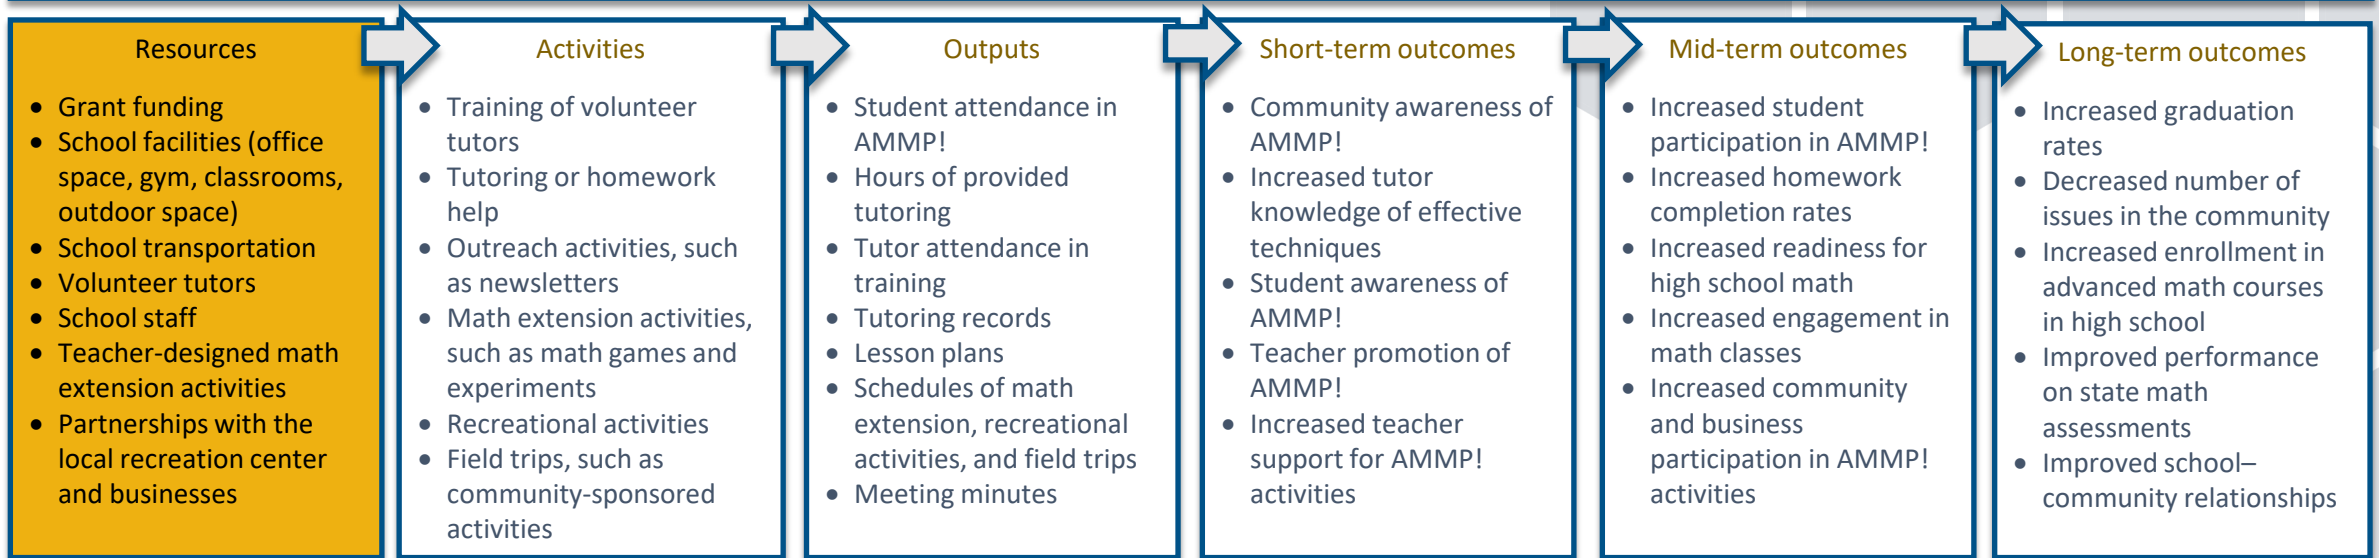 Resources
• Grant funding
• School facilities (office
space, gym, classrooms,
outdoor space)
• School transportation
• Volunteer tutors
• School staff
• Teacher-designed math
extension activities
• Partnerships with the
local recreation center
and businesses
Activities
• Training of volunteer
tutors
• Tutoring or homework
help
• Outreach activities, such
as newsletters
• Math extension activities,
such as math games and
experiments
• Recreational activities
• Field trips, such as
community-sponsored
activities
Outputs
• Student attendance in
AMMP!
• Hours of provided
tutoring
• Tutor attendance in
training
• Tutoring records
• Lesson plans
• Schedules of math
extension, recreational
activities, and field trips
• Meeting minutes
Short-term outcomes
• Community awareness of
AMMP!
• Increased tutor
knowledge of effective
techniques
• Student awareness of
AMMP!
• Teacher promotion of
AMMP!
• Increased teacher
support for AMMP!
activities
Mid-term outcomes
• Increased student
participation in AMMP!
• Increased homework
completion rates
• Increased readiness for
high school math
• Increased engagement in
math classes
• Increased community
and business
participation in AMMP!
activities
Long-term outcomes
• Increased graduation
rates
• Decreased number of
issues in the community
• Increased enrollment in
advanced math courses
in high school
• Improved performance
on state math
assessments
• Improved school–
community relationships